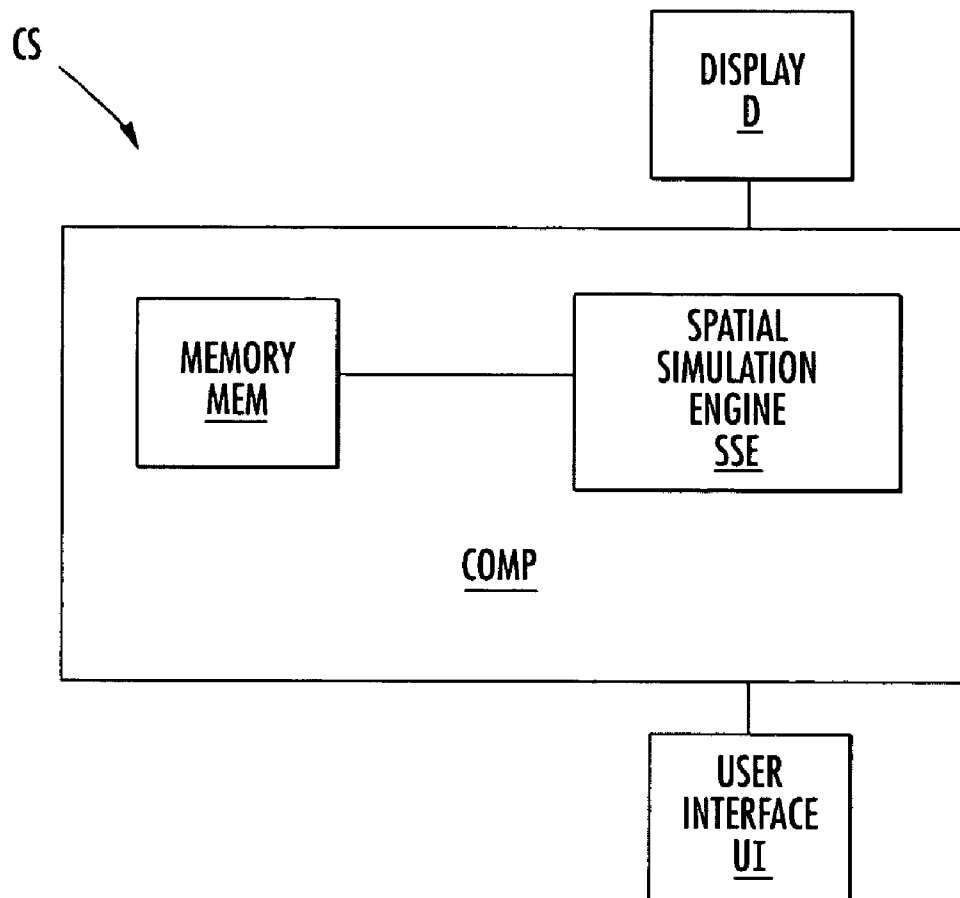 CS
DISPLAY
D
MEMORY
MEM
SPATIAL
SIMULATION
ENGINE
SSE
COMP
USER
INTERFACE
UI